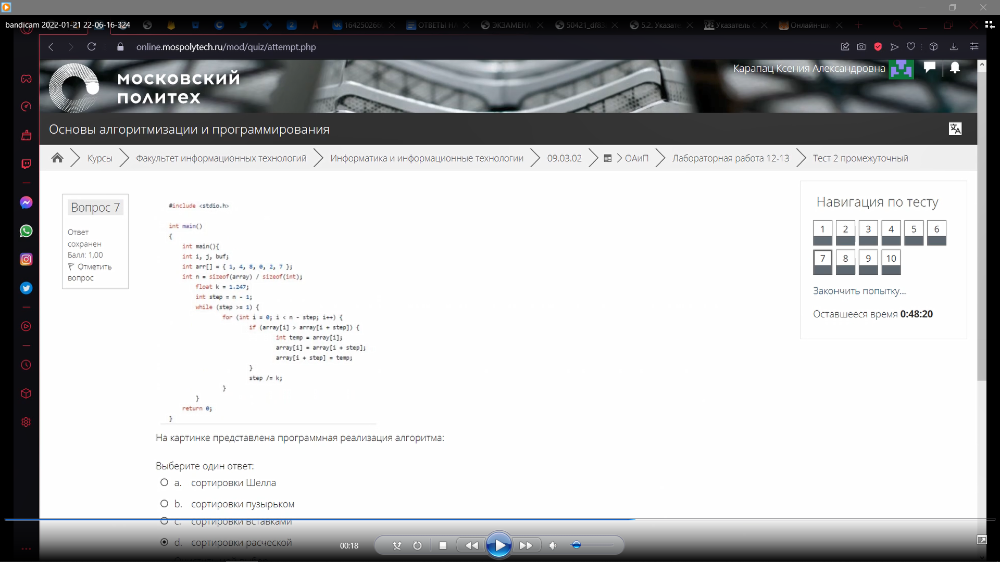 bandicam 2022-01-21 22-06-16-324
ОТВЕТЫ НА
ЭКЗАМЕНА
5.2. Указате
Указатель
Онлайн-шк
online.mospolytech.ru/mod/quiz/attempt.php
МОСКОВСКИЙ
ПОЛИТЕХ
Карапац Ксения Александровна
Основы алгоритмизации и программирования
Курсы
Факультет информационных технологий
Информатика и информационные технологии
09.03.02
ОАиП
Лабораторная работа 12-13
Тест 2 промежуточный
Вопрос 7
Ответ
сохранен
Балл: 1,00
Отметить
вопрос
#include <stdio.h>
int main()
{
int main(){
int i, j, buf;
int arr[] = { 1, 4, 8, 0, 2, 7 };
int n = sizeof(array) / sizeof(int);
float k = 1.247;
int step = n - 1;
while (step >= 1) {
for (int i = 0; i < n - step; i++) {
if (array[i] > array[i + step]) {
int temp = array[i];
array[i] = array[i + step];
array[i + step] = temp;
}
step /= k;
}
}
return 0;
}
На картинке представлена программная реализация алгоритма:
Выберите один ответ:
a. сортировки Шелла
b. сортировки пузырьком
c. сортировки вставками
d. сортировки расческой
Навигация по тесту
1 2 3 4 5 6
7 8 9 10
Закончить попытку...
Оставшееся время 0:48:20
00:18